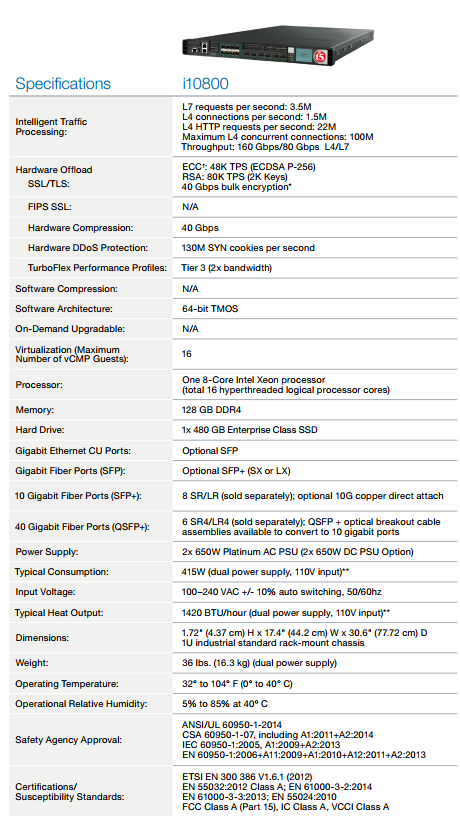 f5
Specifications i10800
Intelligent Traffic Processing: L7 requests per second: 3.5M
L4 connections per second: 1.5M
L4 HTTP requests per second: 22M
Maximum L4 concurrent connections: 100M
Throughput: 160 Gbps/80 Gbps L4/L7
Hardware Offload
SSL/TLS: ECC†: 48K TPS (ECDSA P-256)
RSA: 80K TPS (2K Keys)
40 Gbps bulk encryption*
FIPS SSL: N/A
Hardware Compression: 40 Gbps
Hardware DDoS Protection: 130M SYN cookies per second
TurboFlex Performance Profiles: Tier 3 (2x bandwidth)
Software Compression: N/A
Software Architecture: 64-bit TMOS
On-Demand Upgradable: N/A
Virtualization (Maximum
Number of vCMP Guests): 16
Processor: One 8-Core Intel Xeon processor
(total 16 hyperthreaded logical processor cores)
Memory: 128 GB DDR4
Hard Drive: 1x 480 GB Enterprise Class SSD
Gigabit Ethernet CU Ports: Optional SFP
Gigabit Fiber Ports (SFP): Optional SFP+ (SX or LX)
10 Gigabit Fiber Ports (SFP+): 8 SR/LR (sold separately); optional 10G copper direct attach
40 Gigabit Fiber Ports (QSFP+): 6 SR4/LR4 (sold separately); QSFP + optical breakout cable
assemblies available to convert to 10 gigabit ports
Power Supply: 2x 650W Platinum AC PSU (2x 650W DC PSU Option)
Typical Consumption: 415W (dual power supply, 110V input)**
Input Voltage: 100–240 VAC +/- 10% auto switching, 50/60hz
Typical Heat Output: 1420 BTU/hour (dual power supply, 110V input)**
Dimensions: 1.72" (4.37 cm) H x 17.4" (44.2 cm) W x 30.6" (77.72 cm) D
1U industrial standard rack-mount chassis
Weight: 36 lbs. (16.3 kg) (dual power supply)
Operating Temperature: 32° to 104° F (0° to 40° C)
Operational Relative Humidity: 5% to 85% at 40° C
Safety Agency Approval: ANSI/UL 60950-1-2014
CSA 60950-1-07, including A1:2011+A2:2014
IEC 60950-1:2005, A1:2009+A2:2013
EN 60950-1:2006+A11:2009+A1:2010+A12:2011+A2:2013
Certifications/
Susceptibility Standards: ETSI EN 300 386 V1.6.1 (2012)
EN 55032:2012 Class A; EN 61000-3-2:2014
EN 61000-3-3:2013; EN 55024:2010
FCC Class A (Part 15), IC Class A, VCCI Class A